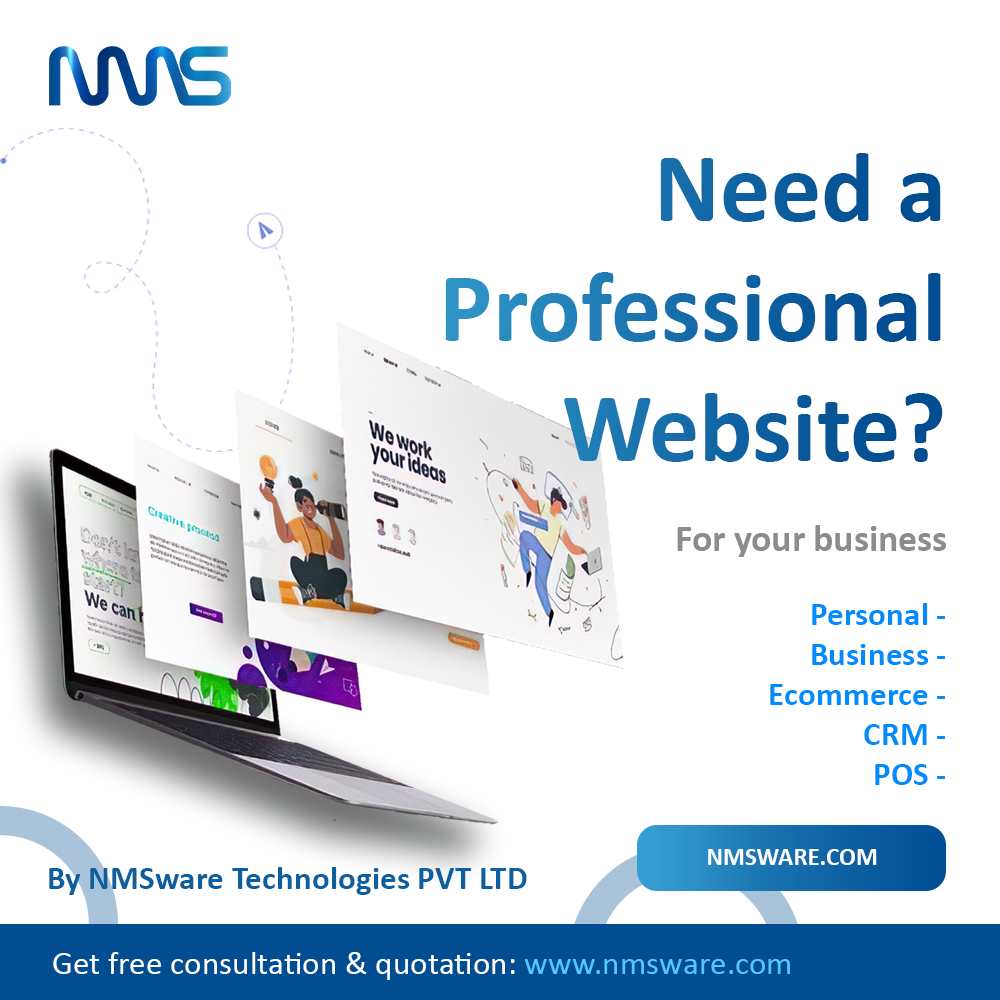 NMS
Need a
Professional
Website?
For your business
Personal -
Business -
Ecommerce -
CRM -
POS -
We work
your ideas
Creative process
We can
NMSWARE.COM
By NMSware Technologies PVT LTD
Get free consultation & quotation: www.nmsware.com